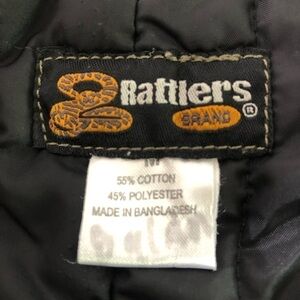 Rattlers
BRAND ®
M
55% COTTON
45% POLYESTER
MADE IN BANGLADESH